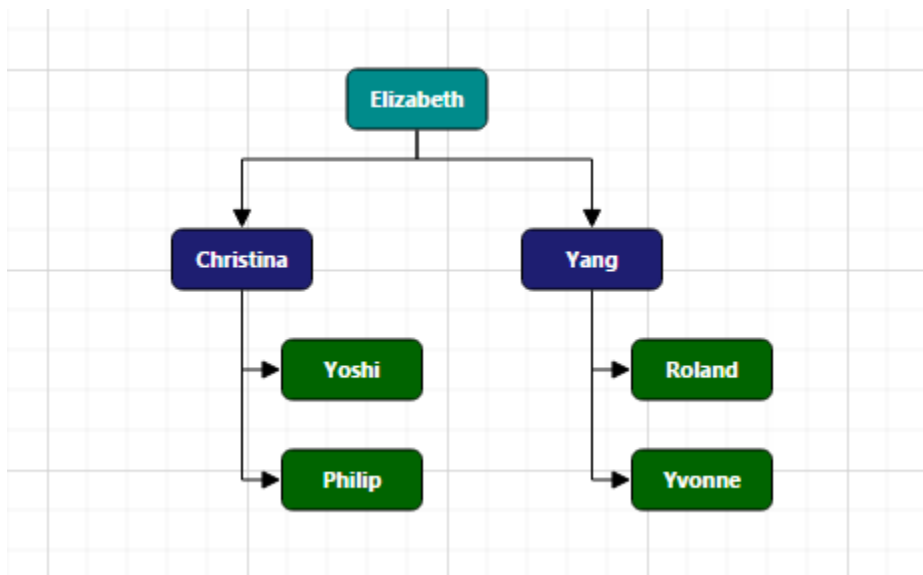 Elizabeth
Christina
Yang
Yoshi
Roland
Philip
Yvonne